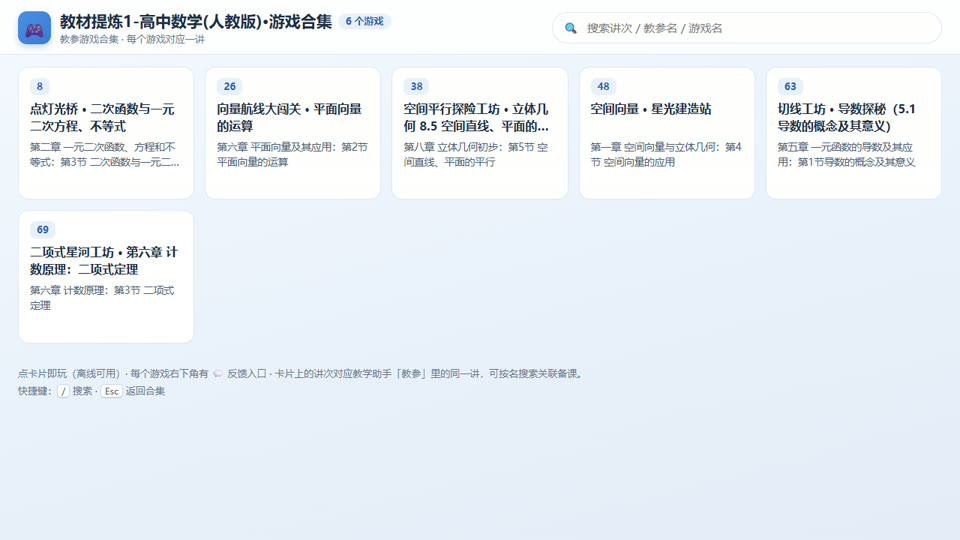 教材提炼1-高中数学(人教版)·游戏合集 6 个游戏
教参游戏合集 · 每个游戏对应一讲
搜索讲次 / 教参名 / 游戏名
8
点灯光桥 • 二次函数与一元
二次方程、不等式
第二章 一元二次函数、方程和不
等式：第3节 二次函数与一元二...
26
向量航线大闯关 • 平面向量
的运算
第六章 平面向量及其应用：第2节
平面向量的运算
38
空间平行探险工坊 • 立体几
何 8.5 空间直线、平面的...
第八章 立体几何初步：第5节 空
间直线、平面的平行
48
空间向量 • 星光建造站
第一章 空间向量与立体几何：第4
节 空间向量的应用
63
切线工坊 • 导数探秘（5.1
导数的概念及其意义）
第五章 一元函数的导数及其应
用：第1节导数的概念及其意义
69
二项式星河工坊 • 第六章 计
数原理：二项式定理
第六章 计数原理：第3节 二项式
定理
点卡片即玩（离线可用）· 每个游戏右下角有 反馈入口 · 卡片上的讲次对应教学助手「教参」里的同一讲，可按名搜索关联备课。
快捷键： / 搜索 · Esc 返回合集